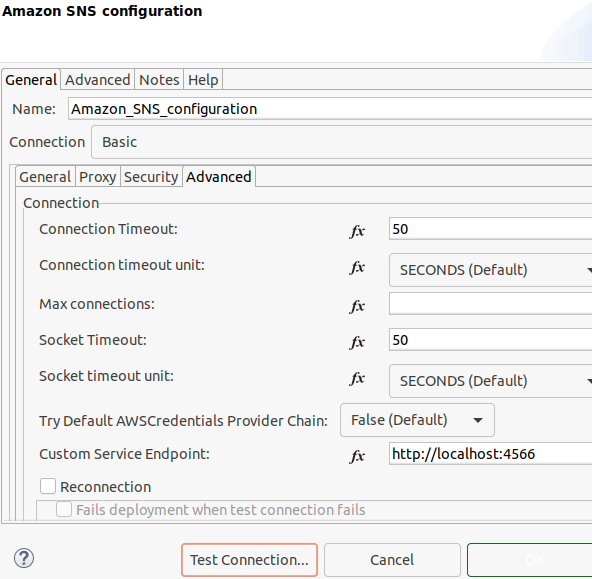 Amazon SNS configuration
General Advanced Notes Help
Name: Amazon_SNS_configuration
Connection Basic
General Proxy Security Advanced
Connection
Connection Timeout: fx 50
Connection timeout unit: fx SECONDS (Default)
Max connections: fx
Socket Timeout: fx 50
Socket timeout unit: fx SECONDS (Default)
Try Default AWSCredentials Provider Chain: False (Default)
Custom Service Endpoint: fx http://localhost:4566
Reconnection
Fails deployment when test connection fails
? Test Connection... Cancel OK